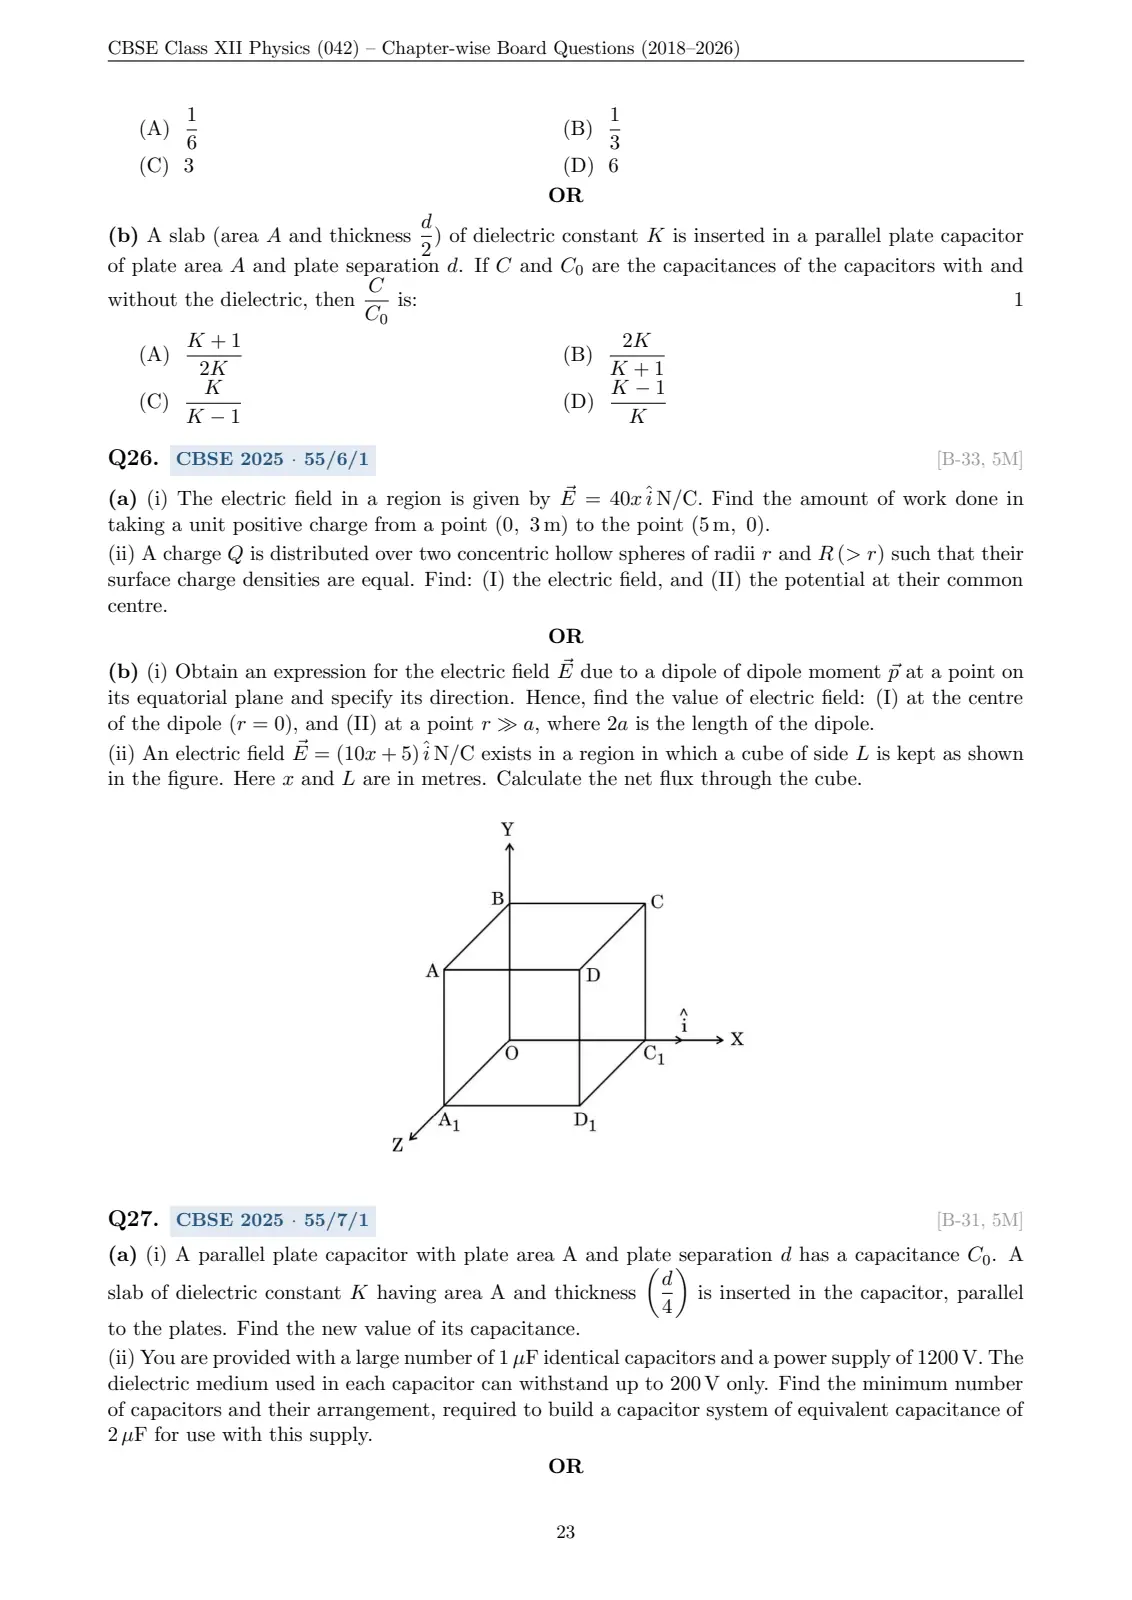 CBSE Class XII Physics (042) – Chapter-wise Board Questions (2018–2026)
(A) 1/6 (B) 1/3
(C) 3 (D) 6
OR
(b) A slab (area A and thickness d/2) of dielectric constant K is inserted in a parallel plate capacitor
of plate area A and plate separation d. If C and C₀ are the capacitances of the capacitors with and
without the dielectric, then C/C₀ is: 1
(A) (K + 1)/(2K) (B) (2K)/(K + 1)
(C) K/(K − 1) (D) (K − 1)/K
Q26. CBSE 2025 · 55/6/1 [B-33, 5M]
(a) (i) The electric field in a region is given by E⃗ = 40x î N/C. Find the amount of work done in
taking a unit positive charge from a point (0, 3 m) to the point (5 m, 0).
(ii) A charge Q is distributed over two concentric hollow spheres of radii r and R (> r) such that their
surface charge densities are equal. Find: (I) the electric field, and (II) the potential at their common
centre.
OR
(b) (i) Obtain an expression for the electric field E⃗ due to a dipole of dipole moment p⃗ at a point on
its equatorial plane and specify its direction. Hence, find the value of electric field: (I) at the centre
of the dipole (r = 0), and (II) at a point r ≫ a, where 2a is the length of the dipole.
(ii) An electric field E⃗ = (10x + 5) î N/C exists in a region in which a cube of side L is kept as shown
in the figure. Here x and L are in metres. Calculate the net flux through the cube.
Y
B C
A D
î
O C₁ X
A₁ D₁
Z
Q27. CBSE 2025 · 55/7/1 [B-31, 5M]
(a) (i) A parallel plate capacitor with plate area A and plate separation d has a capacitance C₀. A
slab of dielectric constant K having area A and thickness (d/4) is inserted in the capacitor, parallel
to the plates. Find the new value of its capacitance.
(ii) You are provided with a large number of 1 μF identical capacitors and a power supply of 1200 V. The
dielectric medium used in each capacitor can withstand up to 200 V only. Find the minimum number
of capacitors and their arrangement, required to build a capacitor system of equivalent capacitance of
2 μF for use with this supply.
OR
23